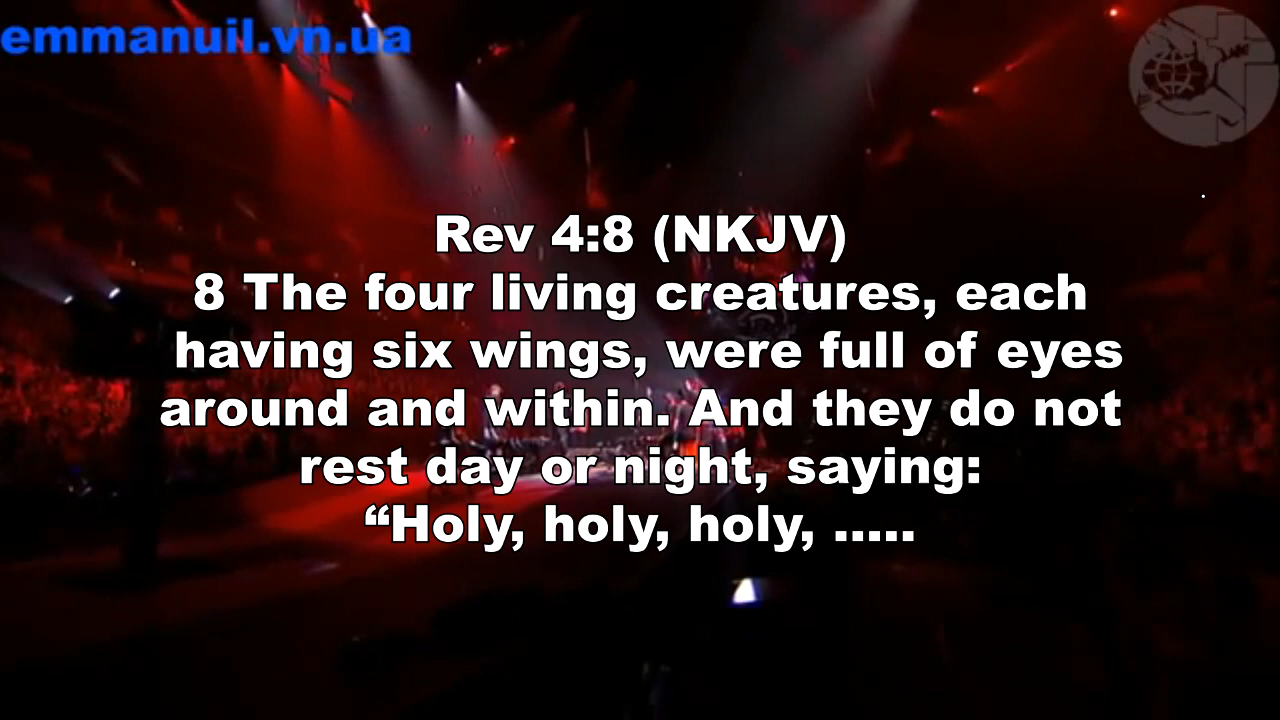 emmanuil.vn.ua
Rev 4:8 (NKJV)
8 The four living creatures, each
having six wings, were full of eyes
around and within. And they do not
rest day or night, saying:
“Holy, holy, holy, .....